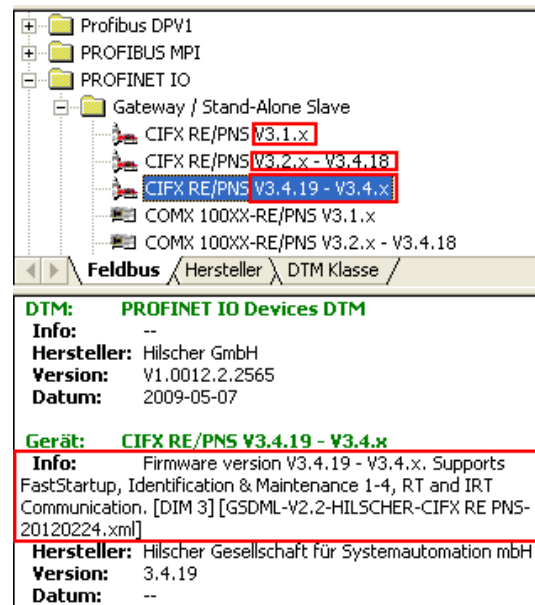 Profibus DPV1
PROFIBUS MPI
PROFINET IO
Gateway / Stand-Alone Slave
CIFX RE/PNS V3.1.x
CIFX RE/PNS V3.2.x - V3.4.18
CIFX RE/PNS V3.4.19 - V3.4.x
COMX 100XX-RE/PNS V3.1.x
COMX 100XX-RE/PNS V3.2.x - V3.4.18
Feldbus Hersteller DTM Klasse
DTM: PROFINET IO Devices DTM
Info: --
Hersteller: Hilscher GmbH
Version: V1.0012.2.2565
Datum: 2009-05-07
Gerät: CIFX RE/PNS V3.4.19 - V3.4.x
Info: Firmware version V3.4.19 - V3.4.x. Supports
FastStartup, Identification & Maintenance 1-4, RT and IRT
Communication. [DIM 3] [GSDML-V2.2-HILSCHER-CIFX RE PNS-
20120224.xml]
Hersteller: Hilscher Gesellschaft für Systemautomation mbH
Version: 3.4.19
Datum: --